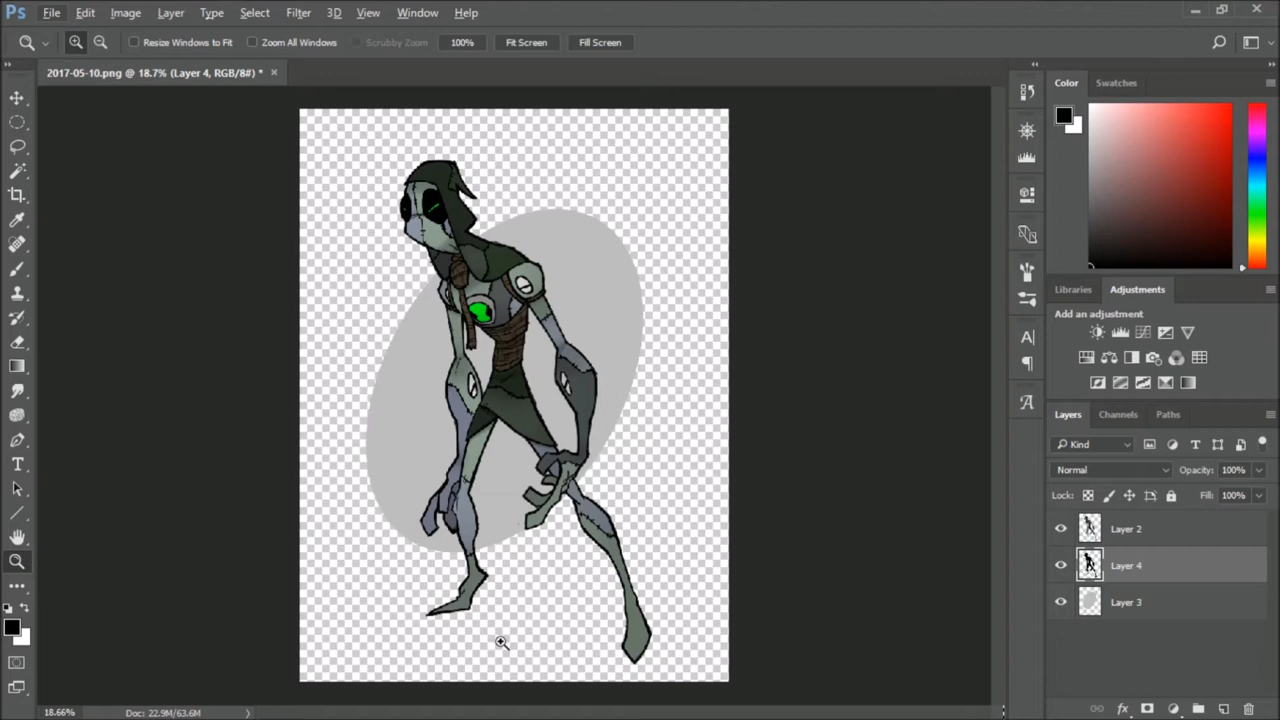 Ps File Edit Image Layer Type Select Filter 3D View Window Help
Resize Windows to Fit Zoom All Windows Scrubby Zoom 100% Fit Screen Fill Screen
2017-05-10.png @ 18.7% (Layer 4, RGB/8#) * ×
Color Swatches
Libraries Adjustments
Add an adjustment
Layers Channels Paths
Kind
Normal Opacity: 100%
Lock: Fill: 100%
Layer 2
Layer 4
Layer 3
18.66% Doc: 22.9M/63.6M